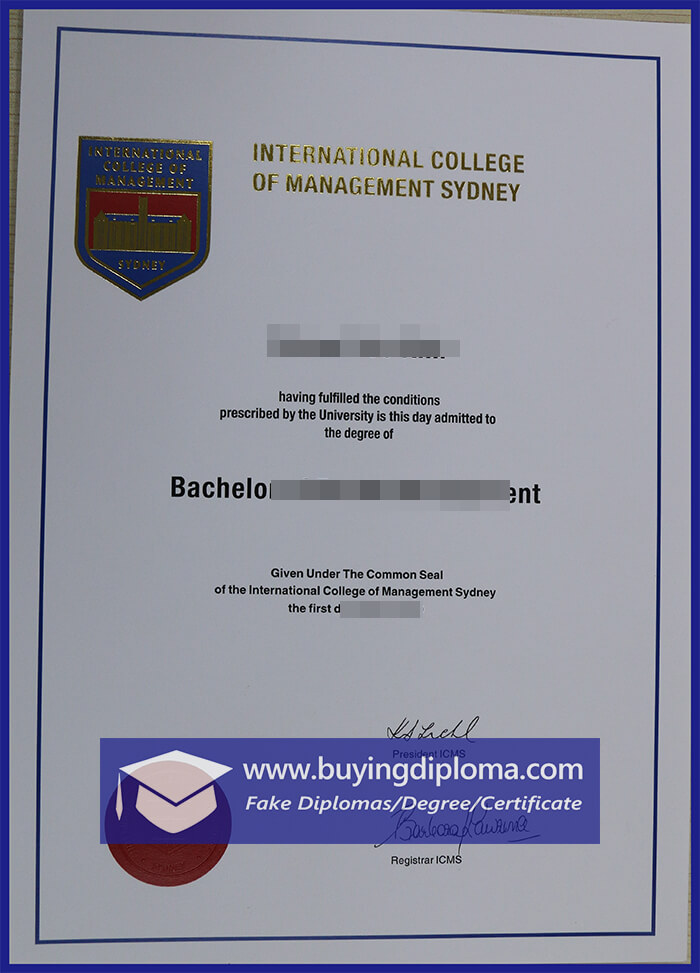 INTERNATIONAL
COLLEGE OF
MANAGEMENT
SYDNEY
INTERNATIONAL COLLEGE
OF MANAGEMENT SYDNEY
having fulfilled the conditions
prescribed by the University is this day admitted to
the degree of
Given Under The Common Seal
of the International College of Management Sydney
the first
President ICMS
www.buyingdiploma.com
Fake Diplomas/Degree/Certificate
Registrar ICMS